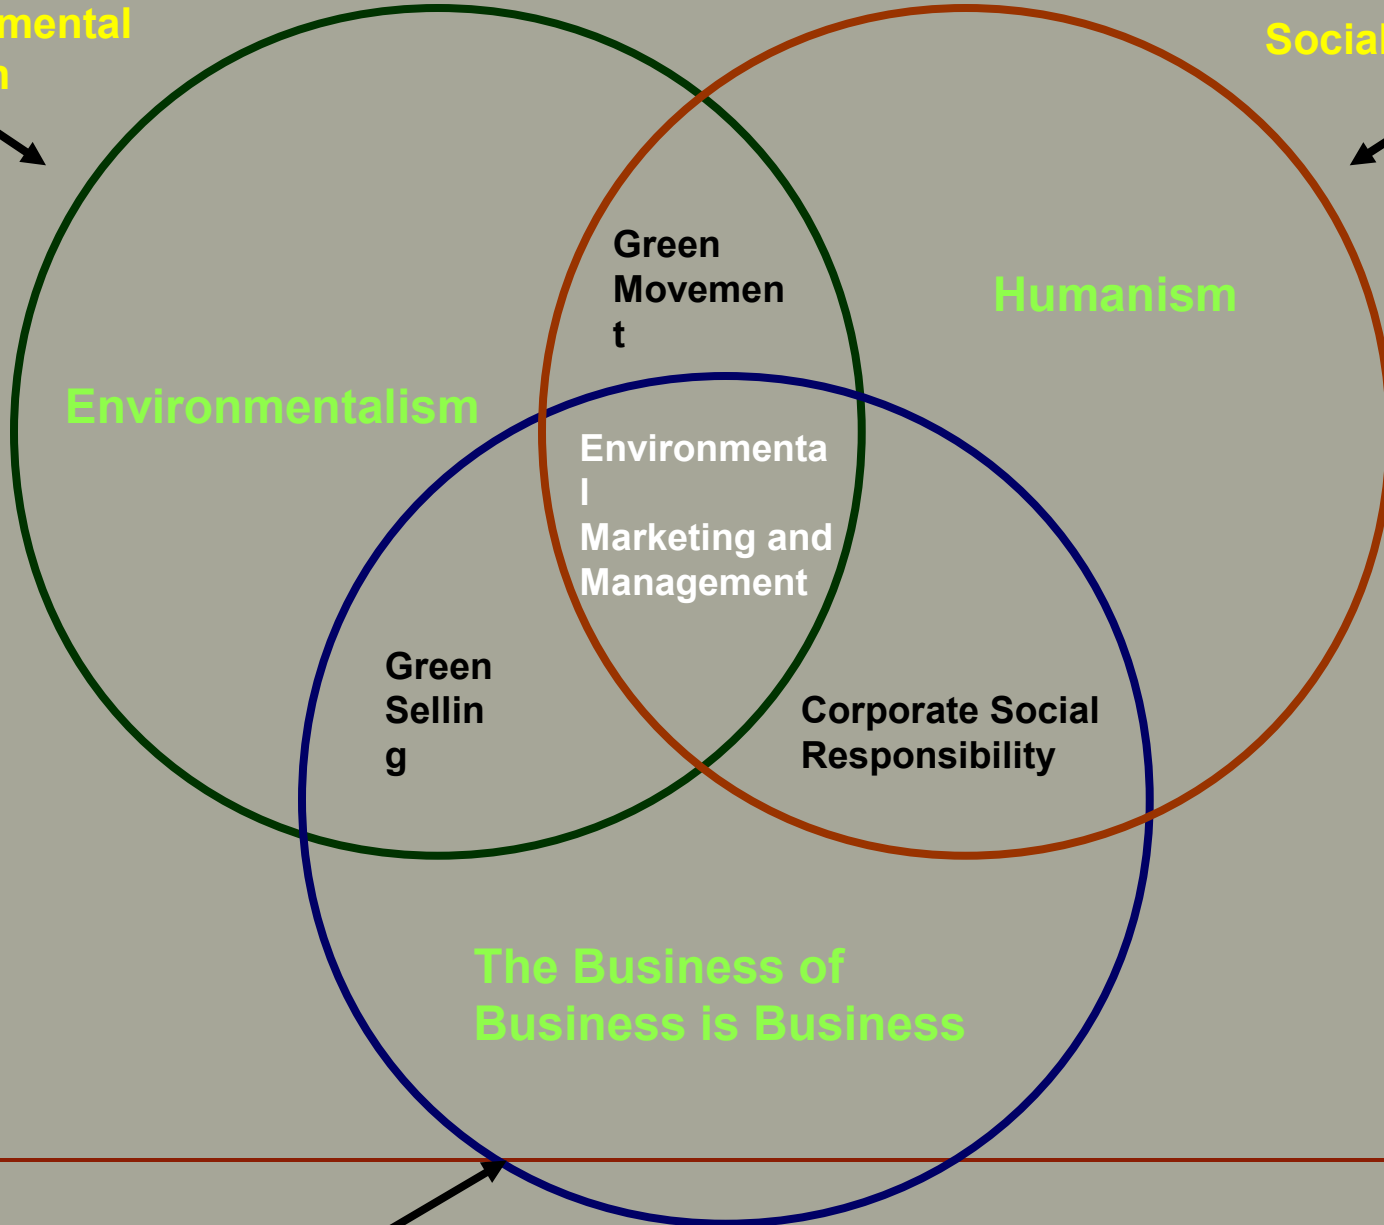 mental
n
Social
Green
Movemen
t
Humanism
Environmentalism
Environmenta
l
Marketing and
Management
Green
Sellin
g
Corporate Social
Responsibility
The Business of
Business is Business